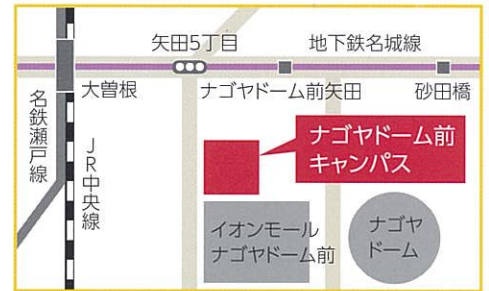 矢田5丁目
地下鉄名城線
大曽根
ナゴヤドーム前矢田
砂田橋
名鉄瀬戸線
JR中央線
ナゴヤドーム前
キャンパス
イオンモール
ナゴヤドーム前
ナゴヤ
ドーム